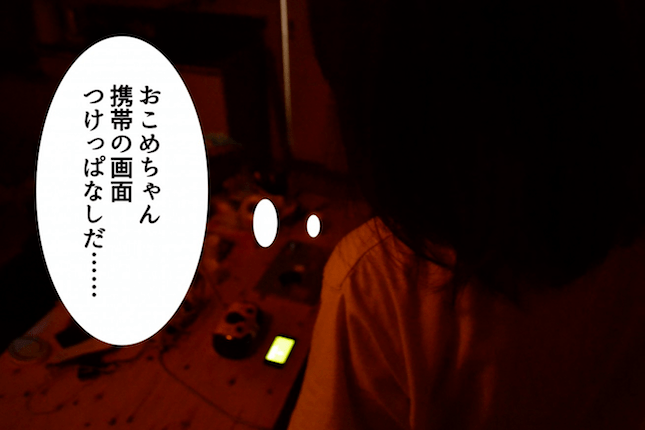 おこめちゃん
携帯の画面
つけっぱなしだ……